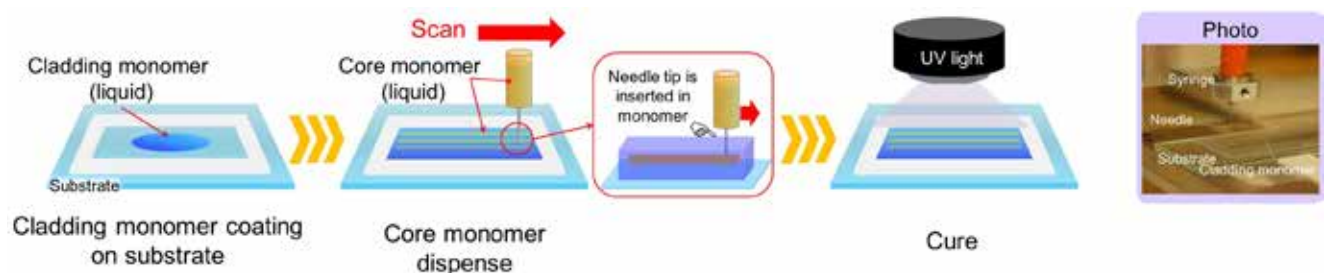 Scan
Cladding monomer
(liquid)
Core monomer
(liquid)
Needle tip is
inserted in
monomer
UV light
Photo
Syringe
Needle
Substrate
Cladding monomer
Substrate
Cladding monomer coating
on substrate
Core monomer
dispense
Cure